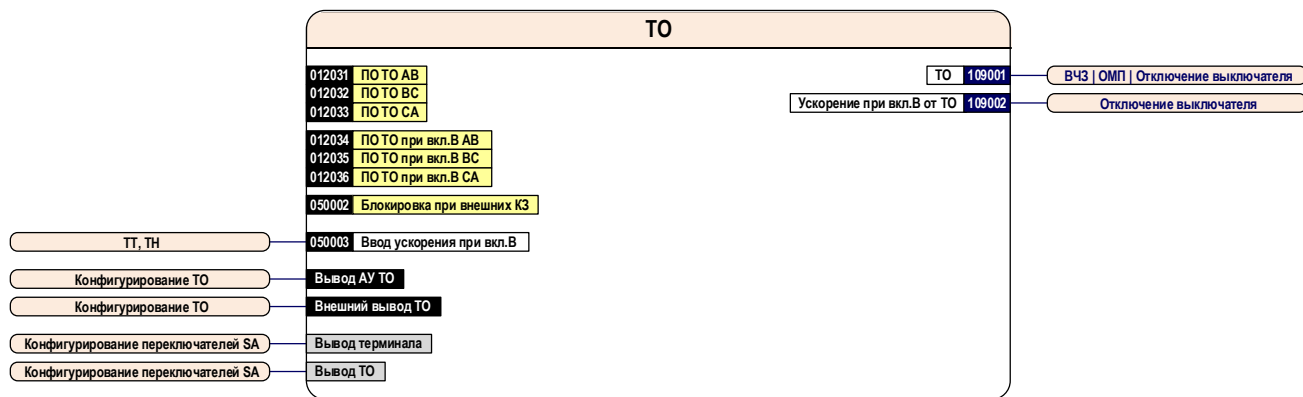 ТО
012031 ПО ТО АВ
ТО 109001 ВЧЗ | ОМП | Отключение выключателя
012032 ПО ТО ВС
Ускорение при вкл.В от ТО 109002 Отключение выключателя
012033 ПО ТО СА
012034 ПО ТО при вкл.В АВ
012035 ПО ТО при вкл.В ВС
012036 ПО ТО при вкл.В СА
050002 Блокировка при внешних КЗ
ТТ, ТН 050003 Ввод ускорения при вкл.В
Конфигурирование ТО Вывод АУ ТО
Конфигурирование ТО Внешний вывод ТО
Конфигурирование переключателей SA Вывод терминала
Конфигурирование переключателей SA Вывод ТО